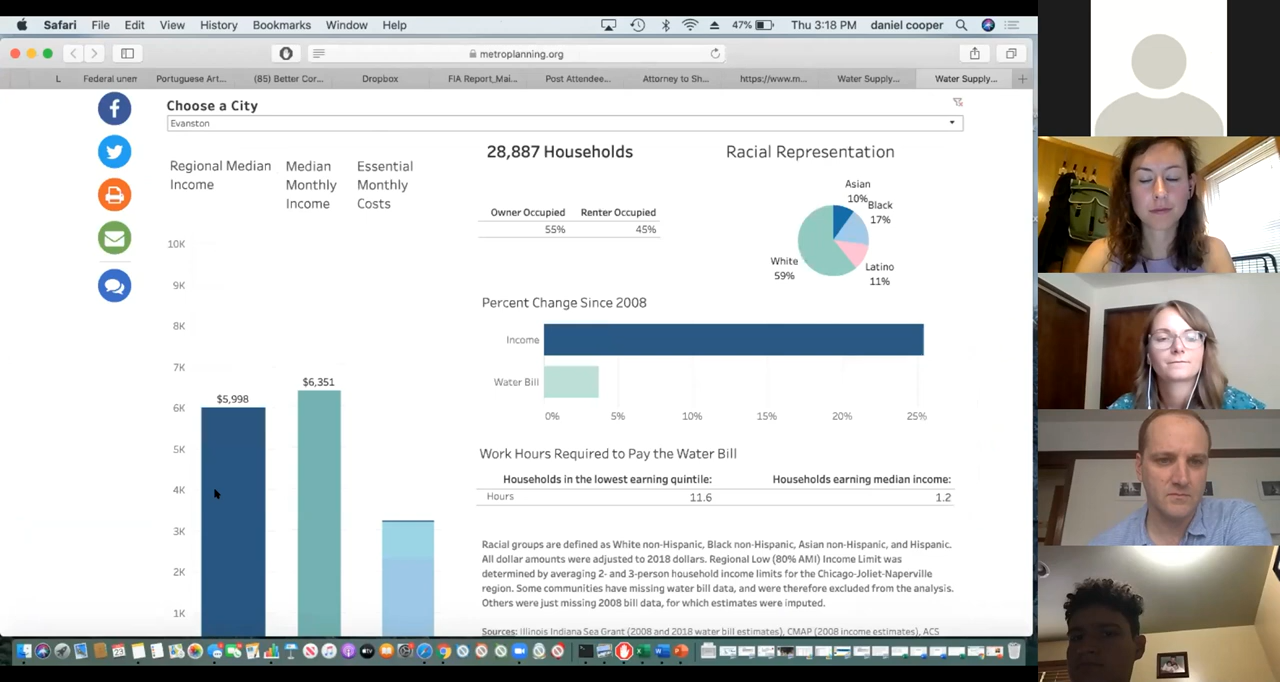 Safari File Edit View History Bookmarks Window Help 47% Thu 3:18 PM daniel cooper
metroplanning.org
L Federal unem Portuguese Art... (85) Better Cor... Dropbox FIA Report_Mai... Post Attendee... Attorney to Sh... https://www.m... Water Supply... Water Supply...
Choose a City
Evanston
Regional Median Income
Median Monthly Income
Essential Monthly Costs
10K
9K
8K
7K
6K
5K
4K
3K
2K
1K
$5,998
$6,351
28,887 Households
Owner Occupied Renter Occupied
55% 45%
Racial Representation
Asian
10%
Black
17%
White
59%
Latino
11%
Percent Change Since 2008
Income
Water Bill
0% 5% 10% 15% 20% 25%
Work Hours Required to Pay the Water Bill
Households in the lowest earning quintile: Households earning median income:
Hours 11.6 1.2
Racial groups are defined as White non-Hispanic, Black non-Hispanic, Asian non-Hispanic, and Hispanic.
All dollar amounts were adjusted to 2018 dollars. Regional Low (80% AMI) Income Limit was
determined by averaging 2- and 3-person household income limits for the Chicago-Joliet-Naperville
region. Some communities have missing water bill data, and were therefore excluded from the analysis.
Others were just missing 2008 bill data, for which estimates were imputed.
Sources: Illinois Indiana Sea Grant (2008 and 2018 water bill estimates), CMAP (2008 income estimates), ACS